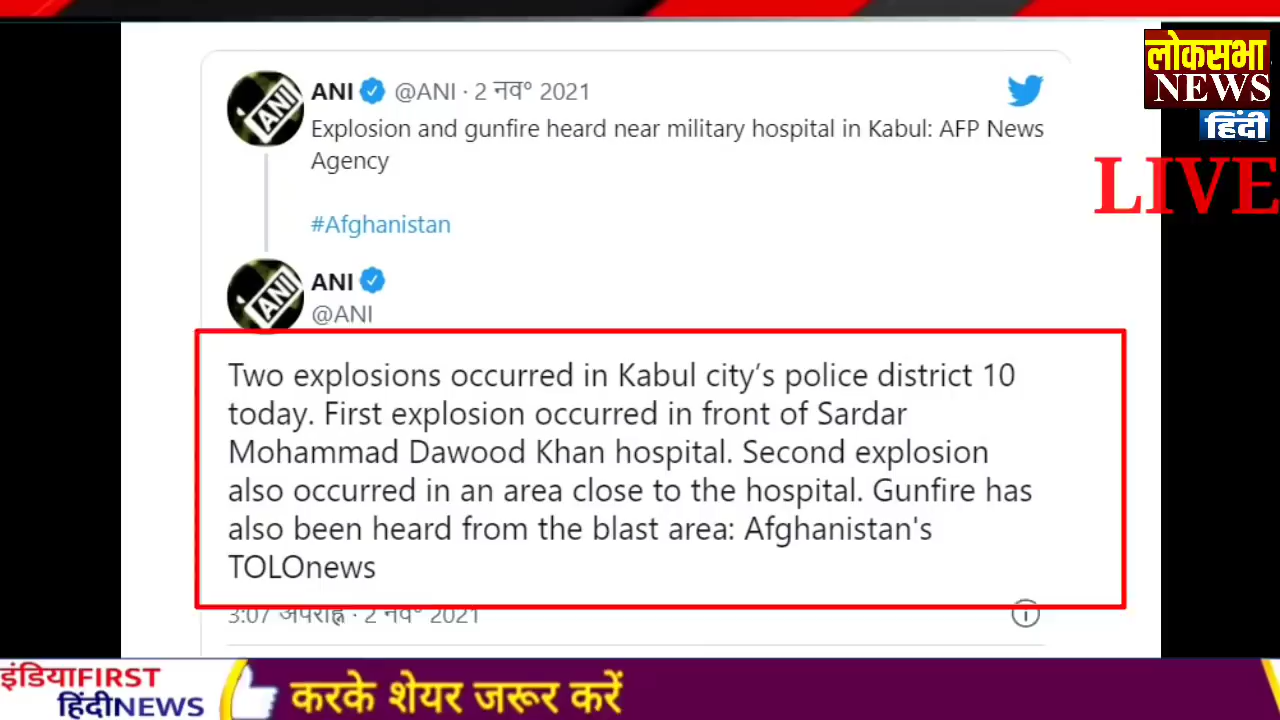 ANI @ANI · 2 नव॰ 2021
Explosion and gunfire heard near military hospital in Kabul: AFP News
Agency
#Afghanistan
ANI
@ANI
Two explosions occurred in Kabul city’s police district 10
today. First explosion occurred in front of Sardar
Mohammad Dawood Khan hospital. Second explosion
also occurred in an area close to the hospital. Gunfire has
also been heard from the blast area: Afghanistan's
TOLOnews
3:07 अपराह्न · 2 नव॰ 2021
लोकसभा
NEWS
हिंदी
LIVE
इंडियाFIRST
हिंदीNEWS
करके शेयर जरूर करें